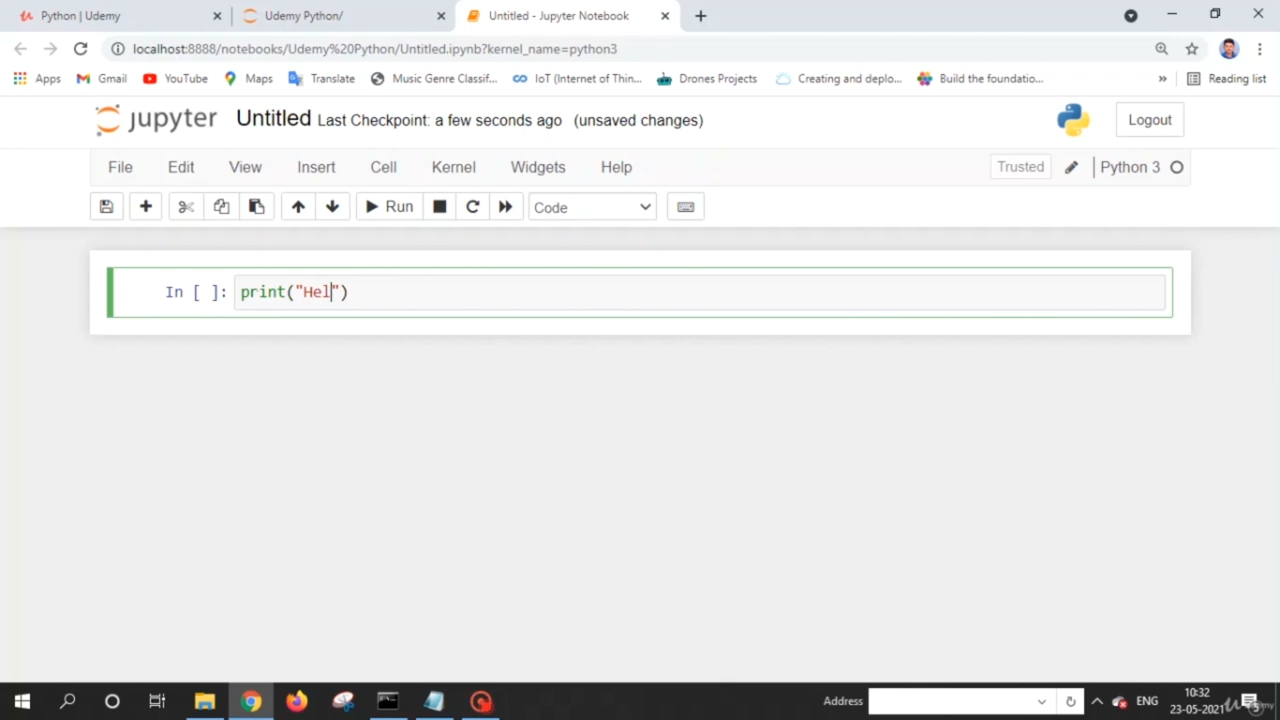 Python | Udemy
Udemy Python/
Untitled - Jupyter Notebook
localhost:8888/notebooks/Udemy%20Python/Untitled.ipynb?kernel_name=python3
Apps Gmail YouTube Maps Translate Music Genre Classif... IoT (Internet of Thin... Drones Projects Creating and deplo... Build the foundatio... » Reading list
jupyter Untitled Last Checkpoint: a few seconds ago (unsaved changes) Logout
File Edit View Insert Cell Kernel Widgets Help Trusted Python 3
Run Code
In [ ]: print("Hel")
Address ENG 10:32
23-05-2021